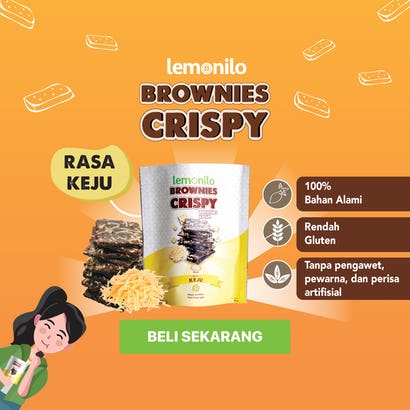 lemonilo
BROWNIES
CRISPY
RASA
KEJU
lemonilo
BROWNIES
CRISPY
KEJU
100%
Bahan Alami
Rendah
Gluten
Tanpa pengawet,
pewarna, dan perisa
artifisial
BELI SEKARANG